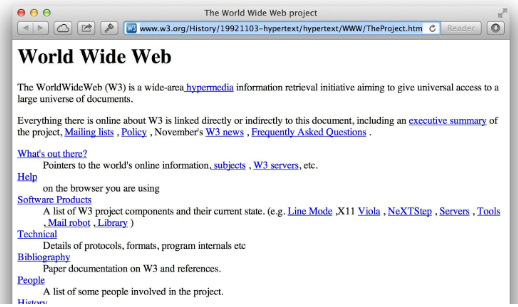 The World Wide Web project
www.w3.org/History/19921103-hypertext/hypertext/WWW/TheProject.htm
Reader
World Wide Web
The WorldWideWeb (W3) is a wide-area hypermedia information retrieval initiative aiming to give universal access to a
large universe of documents.
Everything there is online about W3 is linked directly or indirectly to this document, including an executive summary of
the project, Mailing lists , Policy , November's W3 news , Frequently Asked Questions .
What's out there?
Pointers to the world's online information, subjects , W3 servers, etc.
Help
on the browser you are using
Software Products
A list of W3 project components and their current state. (e.g. Line Mode ,X11 Viola , NeXTStep , Servers , Tools
, Mail robot , Library )
Technical
Details of protocols, formats, program internals etc
Bibliography
Paper documentation on W3 and references.
People
A list of some people involved in the project.
History